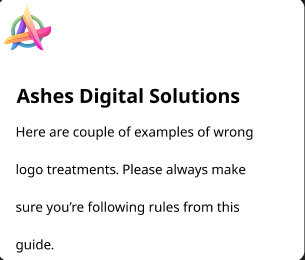 Ashes Digital Solutions
Here are couple of examples of wrong
logo treatments. Please always make
sure you're following rules from this
guide.